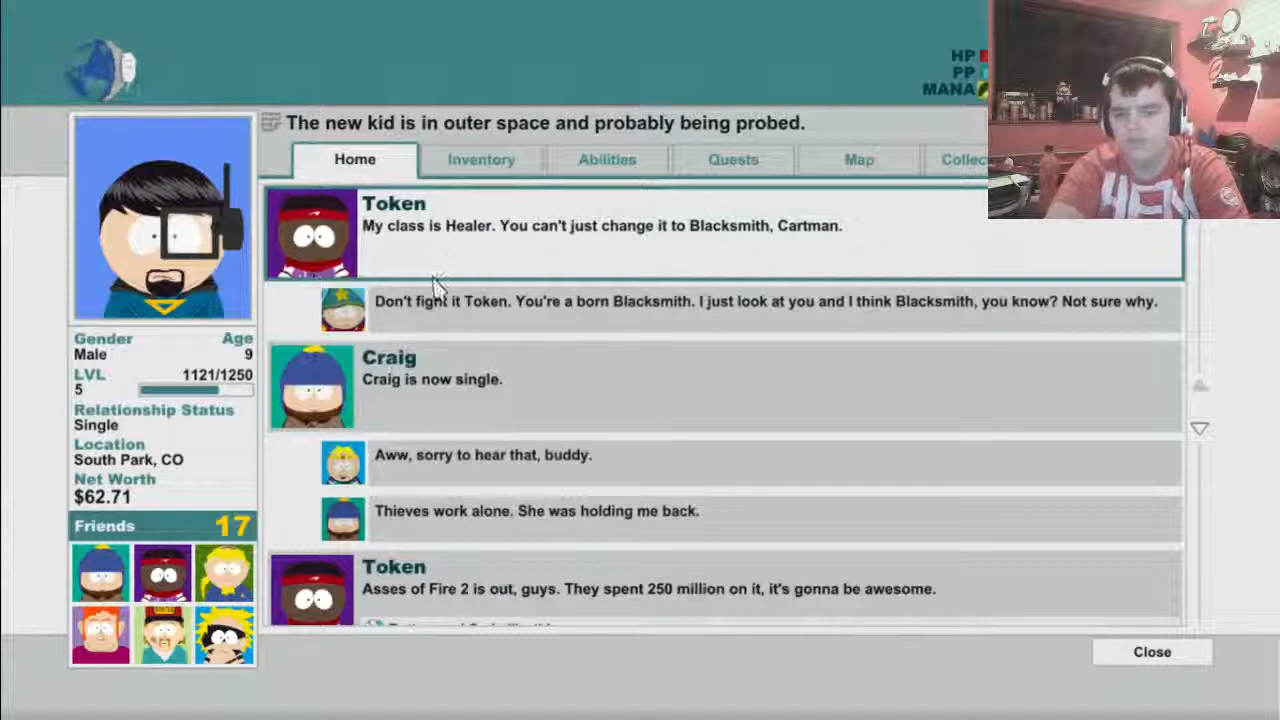 HP
PP
MANA
The new kid is in outer space and probably being probed.
Home
Inventory
Abilities
Quests
Map
Collec
Token
My class is Healer. You can't just change it to Blacksmith, Cartman.
Don't fight it Token. You're a born Blacksmith. I just look at you and I think Blacksmith, you know? Not sure why.
Craig
Craig is now single.
Aww, sorry to hear that, buddy.
Thieves work alone. She was holding me back.
Token
Asses of Fire 2 is out, guys. They spent 250 million on it, it's gonna be awesome.
Gender Age
Male 9
LVL 1121/1250
5
Relationship Status
Single
Location
South Park, CO
Net Worth
$62.71
Friends 17
Close